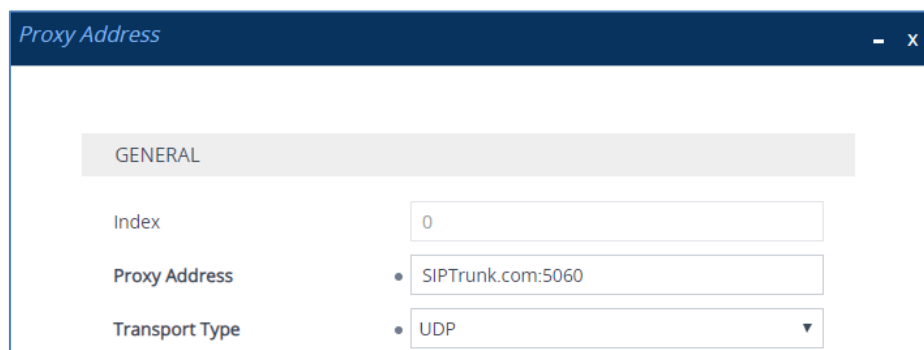 Proxy Address
– x
GENERAL
Index 0
Proxy Address SIPTrunk.com:5060
Transport Type UDP